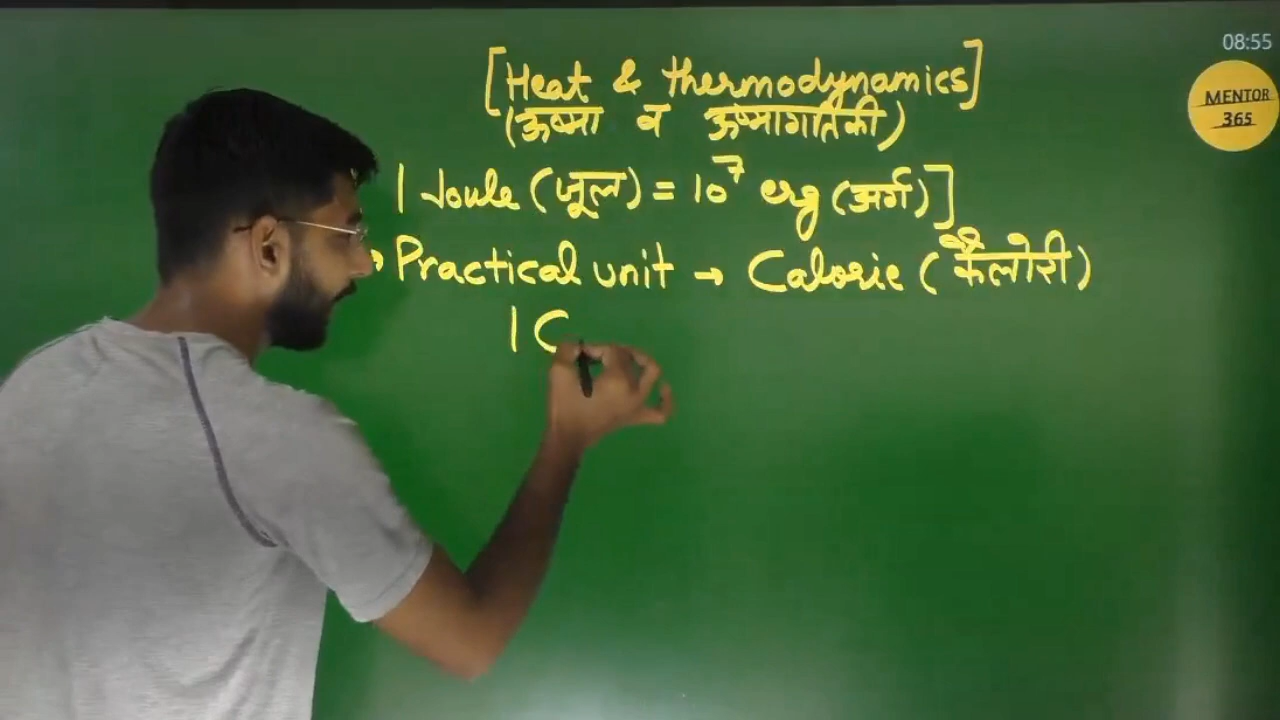 08:55
MENTOR
365
[Heat & thermodynamics]
(ऊष्मा व ऊष्मागतिकी)
1 Joule (जूल) = 10⁷ erg (अर्ग)]
Practical unit → Calorie (कैलोरी)
1 C